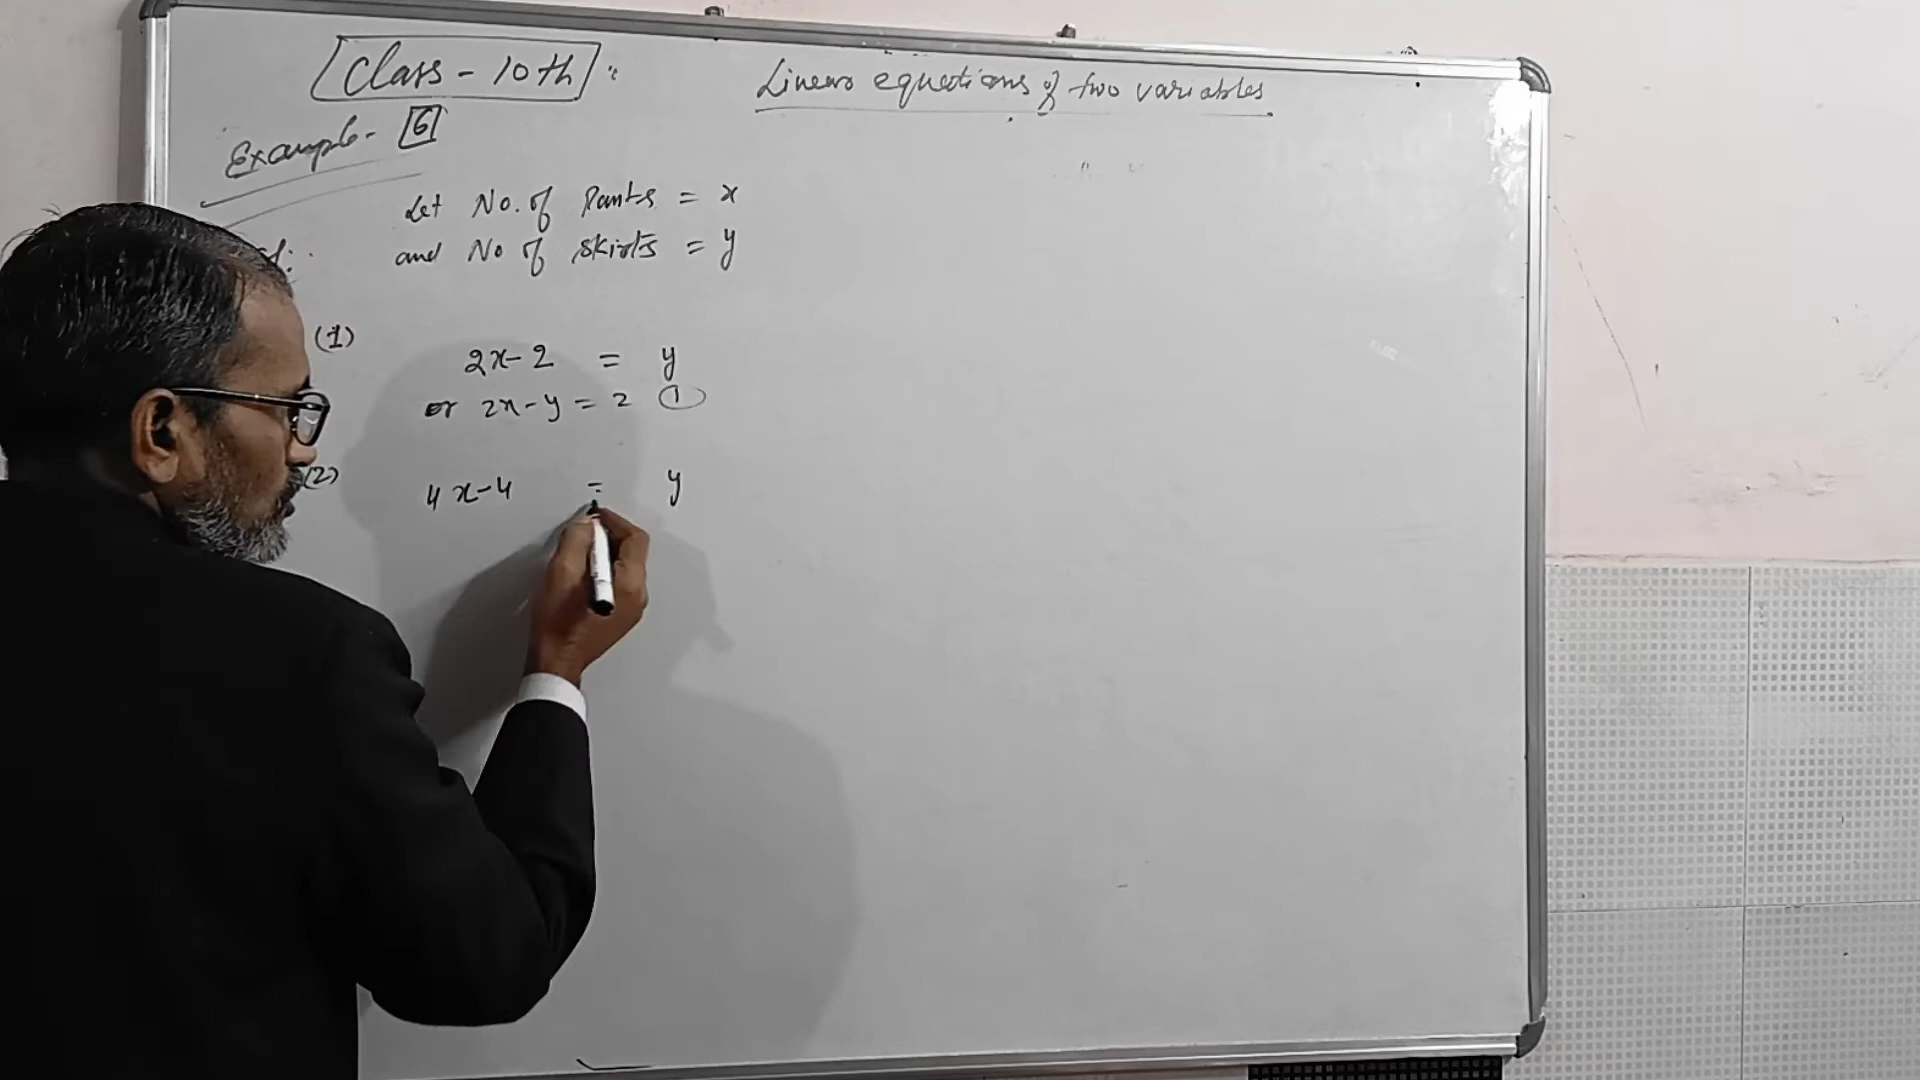 Class - 10th :
Linear equations of two variables
Example - 6
Let No. of Pants = x
and No of skirts = y
(1)
2x - 2 = y
or 2x - y = 2 ①
(2)
4x - 4 = y